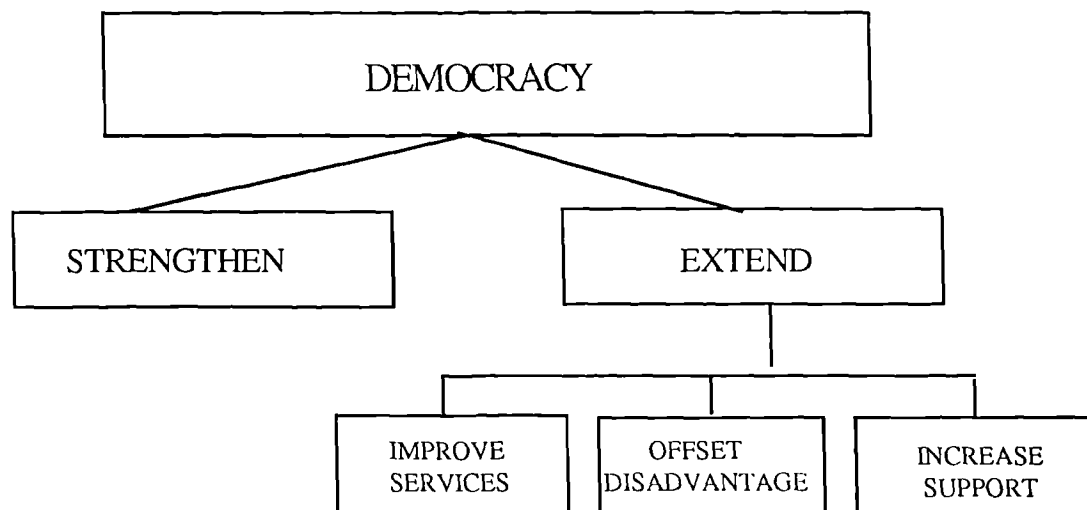 DEMOCRACY
STRENGTHEN
EXTEND
IMPROVE
SERVICES
OFFSET
DISADVANTAGE
INCREASE
SUPPORT